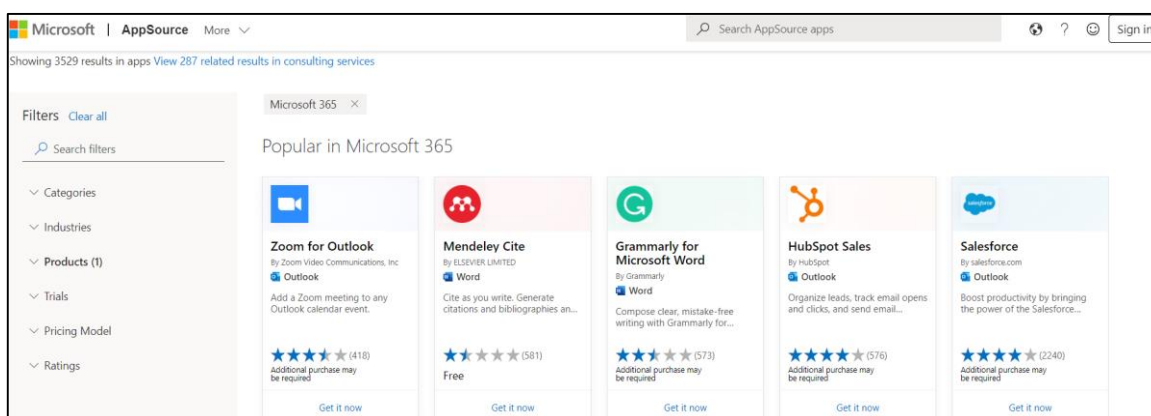 Microsoft | AppSource More
Search AppSource apps
?
Sign in
Showing 3529 results in apps View 287 related results in consulting services
Filters Clear all
Search filters
Categories
Industries
Products (1)
Trials
Pricing Model
Ratings
Microsoft 365 ×
Popular in Microsoft 365
Zoom for Outlook
By Zoom Video Communications, Inc
Outlook
Add a Zoom meeting to any
Outlook calendar event.
(418)
Additional purchase may
be required
Get it now
Mendeley Cite
By ELSEVIER LIMITED
Word
Cite as you write. Generate
citations and bibliographies an...
(581)
Free
Get it now
Grammarly for
Microsoft Word
By Grammarly
Word
Compose clear, mistake-free
writing with Grammarly for...
(573)
Additional purchase may
be required
Get it now
HubSpot Sales
By HubSpot
Outlook
Organize leads, track email opens
and clicks, and send email...
(576)
Additional purchase may
be required
Get it now
salesforce
Salesforce
By salesforce.com
Outlook
Boost productivity by bringing
the power of the Salesforce...
(2240)
Additional purchase may
be required
Get it now